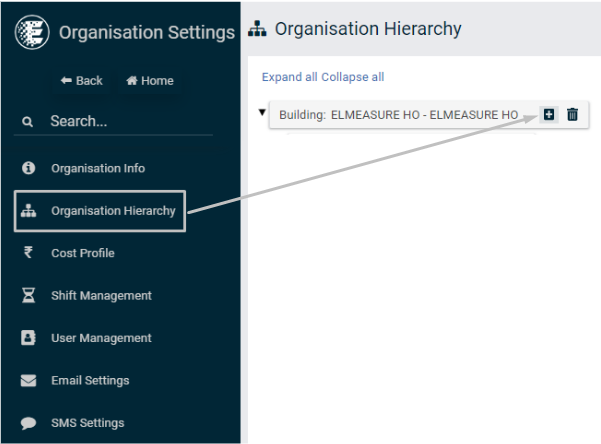 Organisation Settings
Back Home
Search...
Organisation Info
Organisation Hierarchy
Cost Profile
Shift Management
User Management
Email Settings
SMS Settings
Organisation Hierarchy
Expand all Collapse all
Building: ELMEASURE HO - ELMEASURE HO